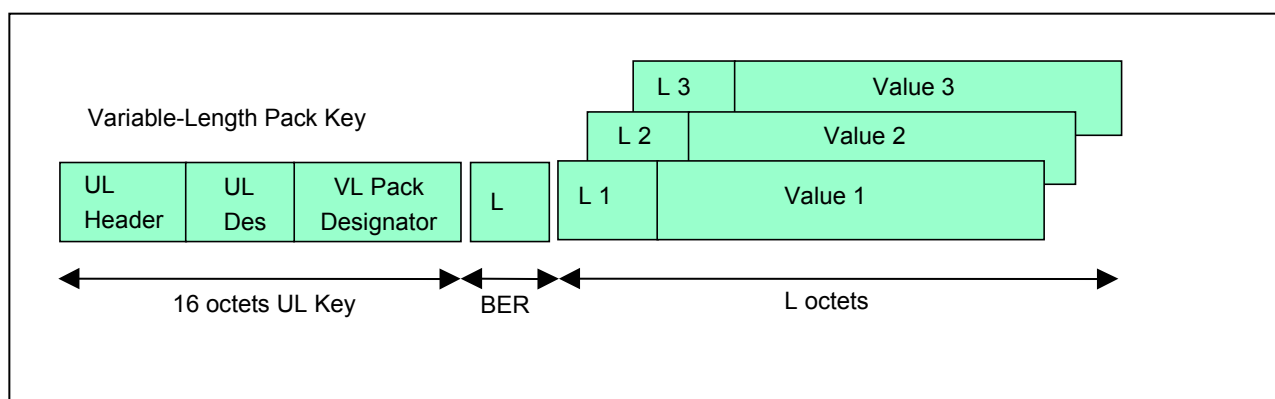 L 3 Value 3
Variable-Length Pack Key
L 2 Value 2
UL Header
UL Des
VL Pack Designator
L
L 1 Value 1
16 octets UL Key
BER
L octets